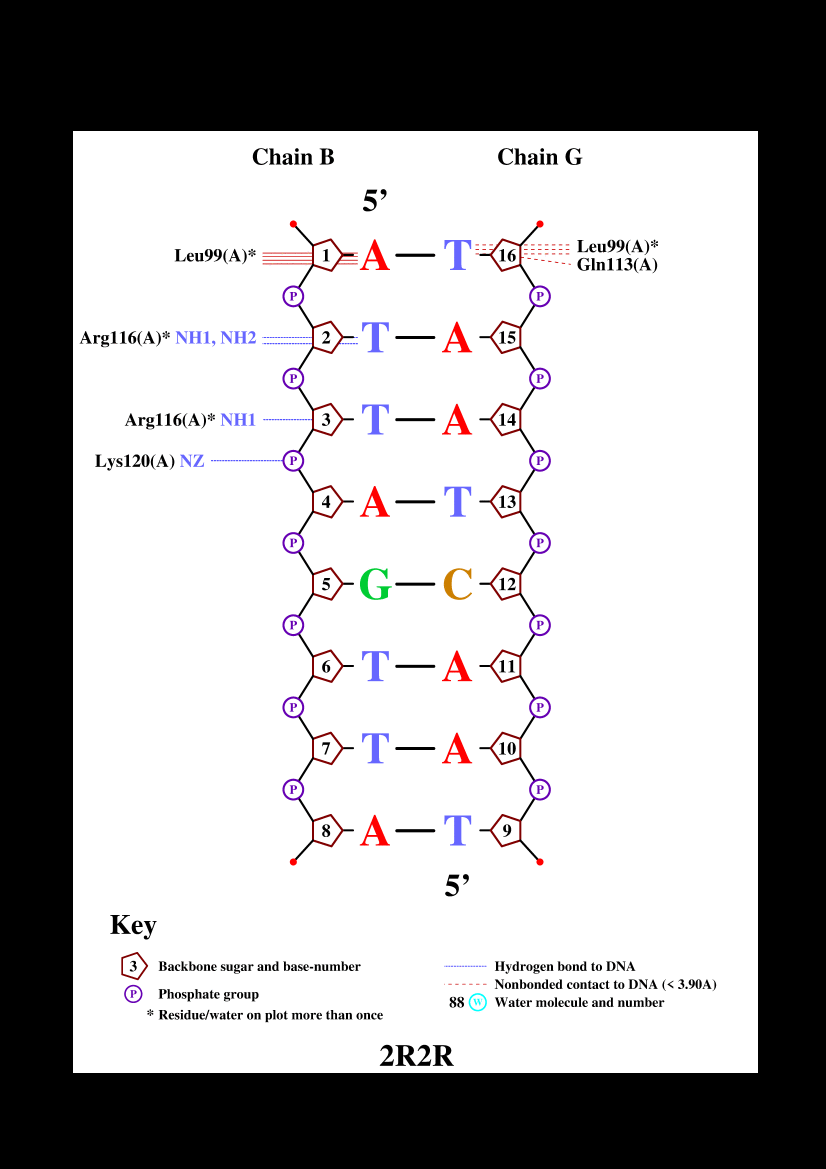 Chain B Chain G
5’
Leu99(A)* 1 A T 16 Leu99(A)*
Gln113(A)
P P
Arg116(A)* NH1, NH2 2 T A 15
P P
Arg116(A)* NH1 3 T A 14
Lys120(A) NZ P P
4 A T 13
P P
5 G C 12
P P
6 T A 11
P P
7 T A 10
P P
8 A T 9
5’
Key
3 Backbone sugar and base-number Hydrogen bond to DNA
Nonbonded contact to DNA (< 3.90A)
P Phosphate group 88 W Water molecule and number
* Residue/water on plot more than once
2R2R